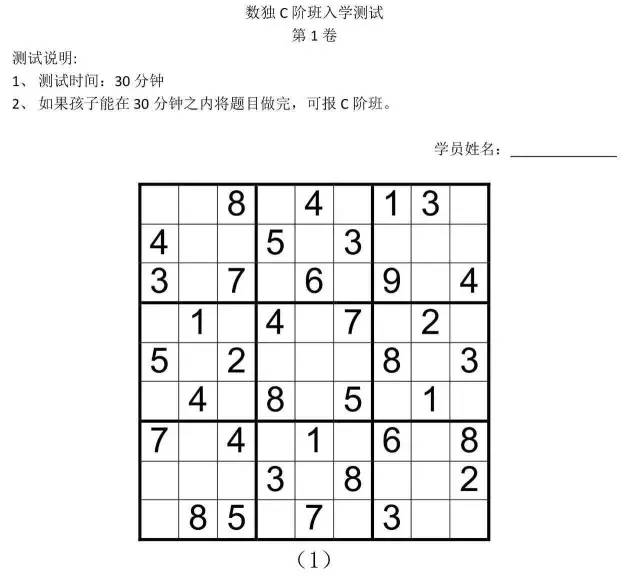 数独 C 阶班入学测试
第 1 卷
测试说明:
1、 测试时间：30 分钟
2、 如果孩子能在 30 分钟之内将题目做完，可报 C 阶班。
学员姓名：
8 4 1 3
4 5 3
3 7 6 9 4
1 4 7 2
5 2 8 3
4 8 5 1
7 4 1 6 8
3 8 2
8 5 7 3
（1）